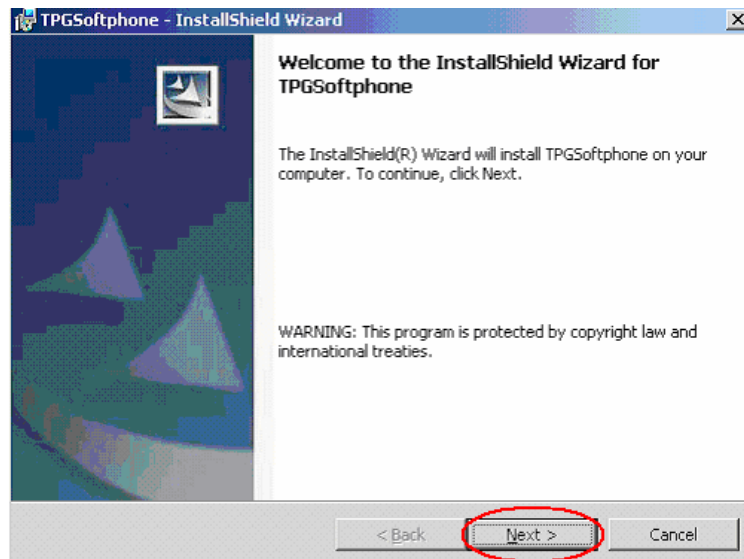 TPGSoftphone - InstallShield Wizard
Welcome to the InstallShield Wizard for
TPGSoftphone
The InstallShield(R) Wizard will install TPGSoftphone on your
computer. To continue, click Next.
WARNING: This program is protected by copyright law and
international treaties.
< Back
Next >
Cancel